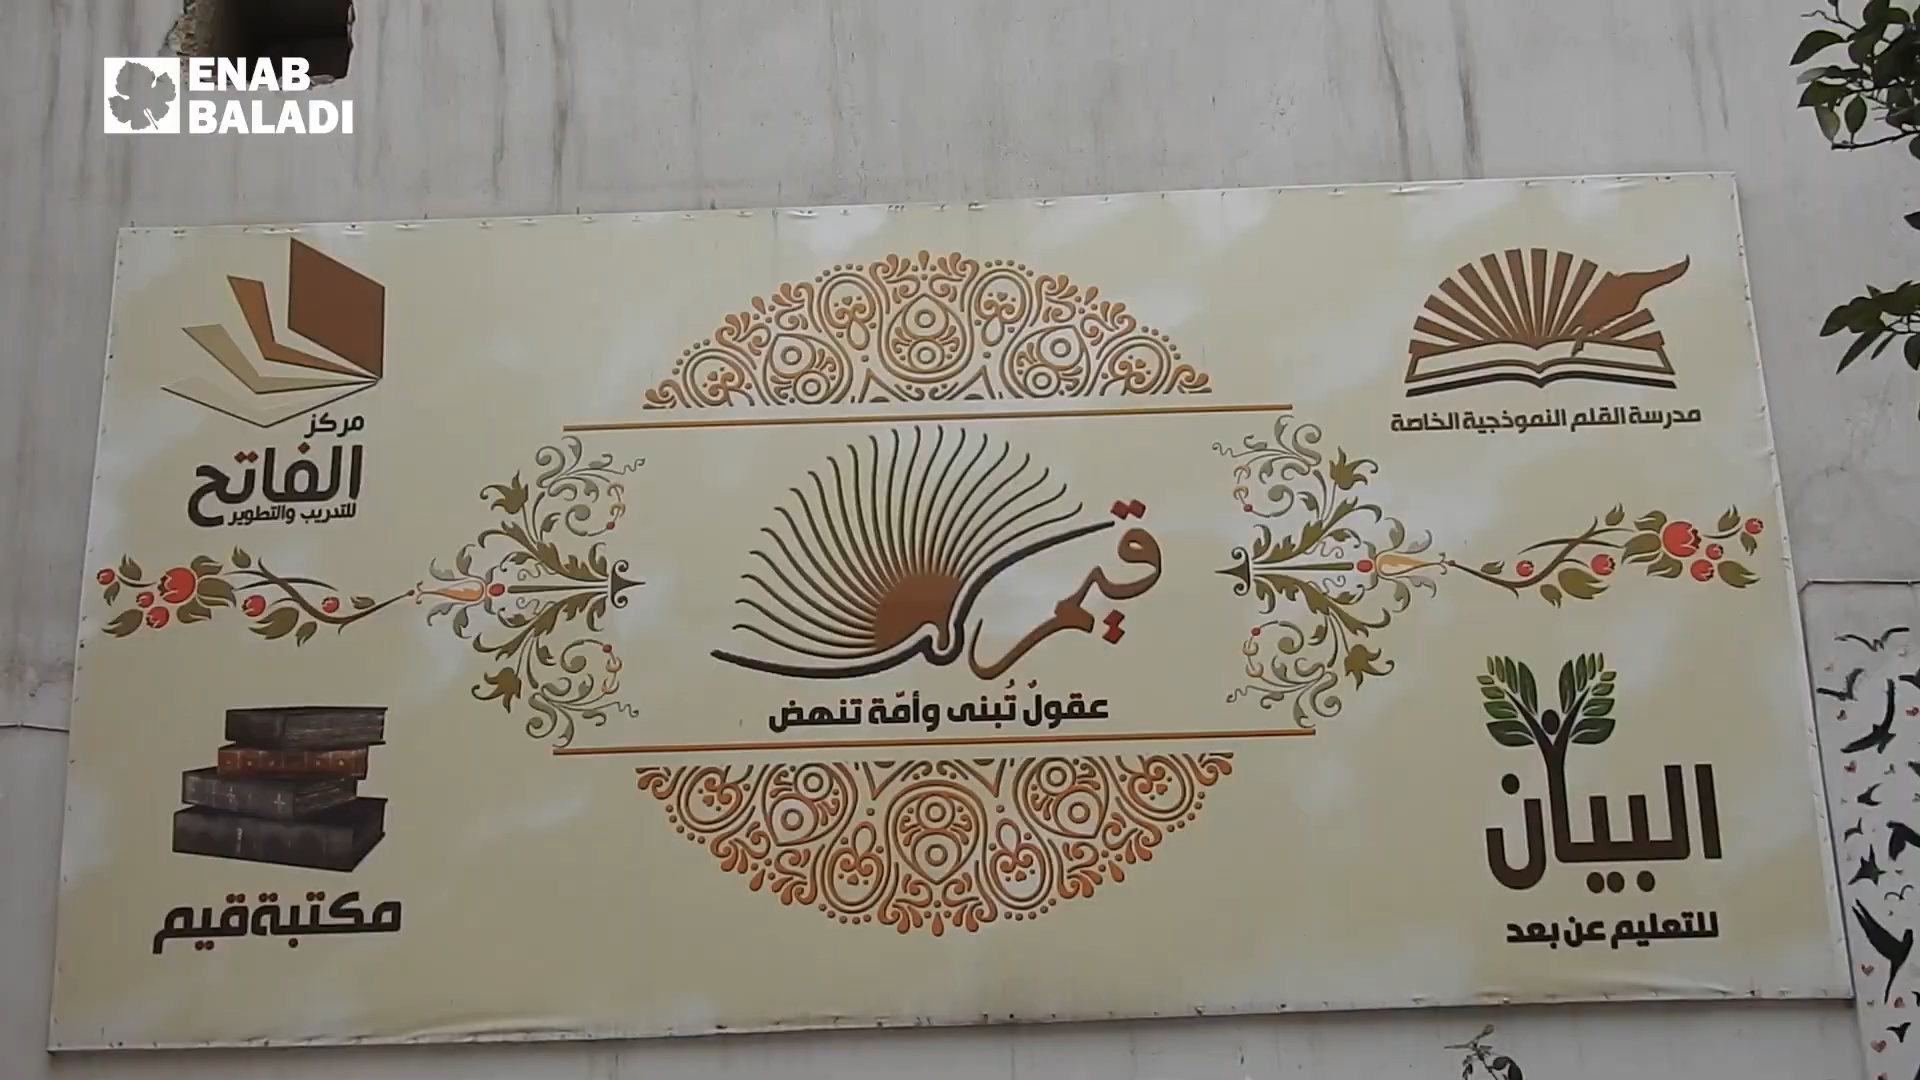 ENAB
BALADI
مدرسة القلم النموذجية الخاصة
مركز
الفاتح
للتدريب والتطوير
قيمركت
عقولٌ تُبنى وأمّة تنهض
البيان
للتعليم عن بعد
مكتبة قيم